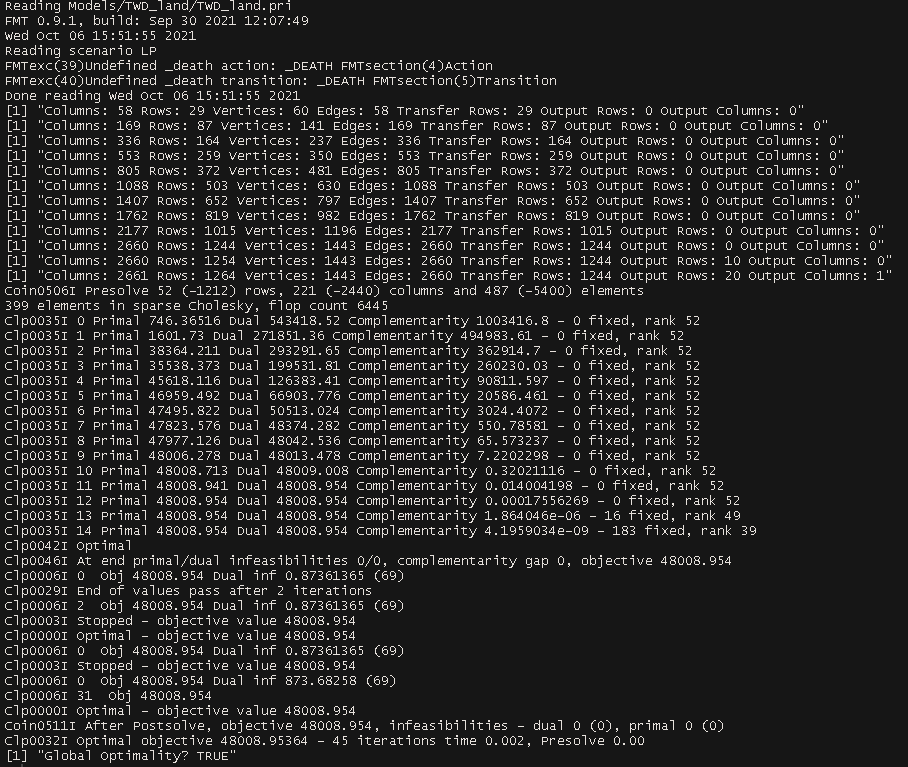 Reading Models/TWD_land/TWD_land.pri
FMT 0.9.1, build: Sep 30 2021 12:07:49
Wed Oct 06 15:51:55 2021
Reading scenario LP
FMTexc(39)Undefined _death action: _DEATH FMTsection(4)Action
FMTexc(40)Undefined _death transition: _DEATH FMTsection(5)Transition
Done reading Wed Oct 06 15:51:55 2021
[1] "Columns: 58 Rows: 29 Vertices: 60 Edges: 58 Transfer Rows: 29 Output Rows: 0 Output Columns: 0"
[1] "Columns: 169 Rows: 87 Vertices: 141 Edges: 169 Transfer Rows: 87 Output Rows: 0 Output Columns: 0"
[1] "Columns: 336 Rows: 164 Vertices: 237 Edges: 336 Transfer Rows: 164 Output Rows: 0 Output Columns: 0"
[1] "Columns: 553 Rows: 259 Vertices: 350 Edges: 553 Transfer Rows: 259 Output Rows: 0 Output Columns: 0"
[1] "Columns: 805 Rows: 372 Vertices: 481 Edges: 805 Transfer Rows: 372 Output Rows: 0 Output Columns: 0"
[1] "Columns: 1088 Rows: 503 Vertices: 630 Edges: 1088 Transfer Rows: 503 Output Rows: 0 Output Columns: 0"
[1] "Columns: 1407 Rows: 652 Vertices: 797 Edges: 1407 Transfer Rows: 652 Output Rows: 0 Output Columns: 0"
[1] "Columns: 1762 Rows: 819 Vertices: 982 Edges: 1762 Transfer Rows: 819 Output Rows: 0 Output Columns: 0"
[1] "Columns: 2177 Rows: 1015 Vertices: 1196 Edges: 2177 Transfer Rows: 1015 Output Rows: 0 Output Columns: 0"
[1] "Columns: 2660 Rows: 1244 Vertices: 1443 Edges: 2660 Transfer Rows: 1244 Output Rows: 0 Output Columns: 0"
[1] "Columns: 2660 Rows: 1254 Vertices: 1443 Edges: 2660 Transfer Rows: 1244 Output Rows: 10 Output Columns: 0"
[1] "Columns: 2661 Rows: 1264 Vertices: 1443 Edges: 2660 Transfer Rows: 1244 Output Rows: 20 Output Columns: 1"
Coin0506I Presolve 52 (-1212) rows, 221 (-2440) columns and 487 (-5400) elements
399 elements in sparse Cholesky, flop count 6445
Clp0035I 0 Primal 746.36516 Dual 543418.52 Complementarity 1003416.8 - 0 fixed, rank 52
Clp0035I 1 Primal 1601.73 Dual 271851.36 Complementarity 494983.61 - 0 fixed, rank 52
Clp0035I 2 Primal 38364.211 Dual 293291.65 Complementarity 362914.7 - 0 fixed, rank 52
Clp0035I 3 Primal 35538.373 Dual 199531.81 Complementarity 260230.03 - 0 fixed, rank 52
Clp0035I 4 Primal 45618.116 Dual 126383.41 Complementarity 90811.597 - 0 fixed, rank 52
Clp0035I 5 Primal 46959.492 Dual 66903.776 Complementarity 20586.461 - 0 fixed, rank 52
Clp0035I 6 Primal 47495.822 Dual 50513.024 Complementarity 3024.4072 - 0 fixed, rank 52
Clp0035I 7 Primal 47823.576 Dual 48374.282 Complementarity 550.78581 - 0 fixed, rank 52
Clp0035I 8 Primal 47977.126 Dual 48042.536 Complementarity 65.573237 - 0 fixed, rank 52
Clp0035I 9 Primal 48006.278 Dual 48013.478 Complementarity 7.2202298 - 0 fixed, rank 52
Clp0035I 10 Primal 48008.713 Dual 48009.008 Complementarity 0.32021116 - 0 fixed, rank 52
Clp0035I 11 Primal 48008.941 Dual 48008.954 Complementarity 0.014004198 - 0 fixed, rank 52
Clp0035I 12 Primal 48008.954 Dual 48008.954 Complementarity 0.00017556269 - 0 fixed, rank 52
Clp0035I 13 Primal 48008.954 Dual 48008.954 Complementarity 1.864046e-06 - 16 fixed, rank 49
Clp0035I 14 Primal 48008.954 Dual 48008.954 Complementarity 4.1959034e-09 - 183 fixed, rank 39
Clp0042I Optimal
Clp0046I At end primal/dual infeasibilities 0/0, complementarity gap 0, objective 48008.954
Clp0006I 0  Obj 48008.954 Dual inf 0.87361365 (69)
Clp0029I End of values pass after 2 iterations
Clp0006I 2  Obj 48008.954 Dual inf 0.87361365 (69)
Clp0003I Stopped - objective value 48008.954
Clp0000I Optimal - objective value 48008.954
Clp0006I 0  Obj 48008.954 Dual inf 0.87361365 (69)
Clp0003I Stopped - objective value 48008.954
Clp0006I 0  Obj 48008.954 Dual inf 873.68258 (69)
Clp0006I 31  Obj 48008.954
Clp0000I Optimal - objective value 48008.954
Coin0511I After Postsolve, objective 48008.954, infeasibilities - dual 0 (0), primal 0 (0)
Clp0032I Optimal objective 48008.95364 - 45 iterations time 0.002, Presolve 0.00
[1] "Global Optimality? TRUE"